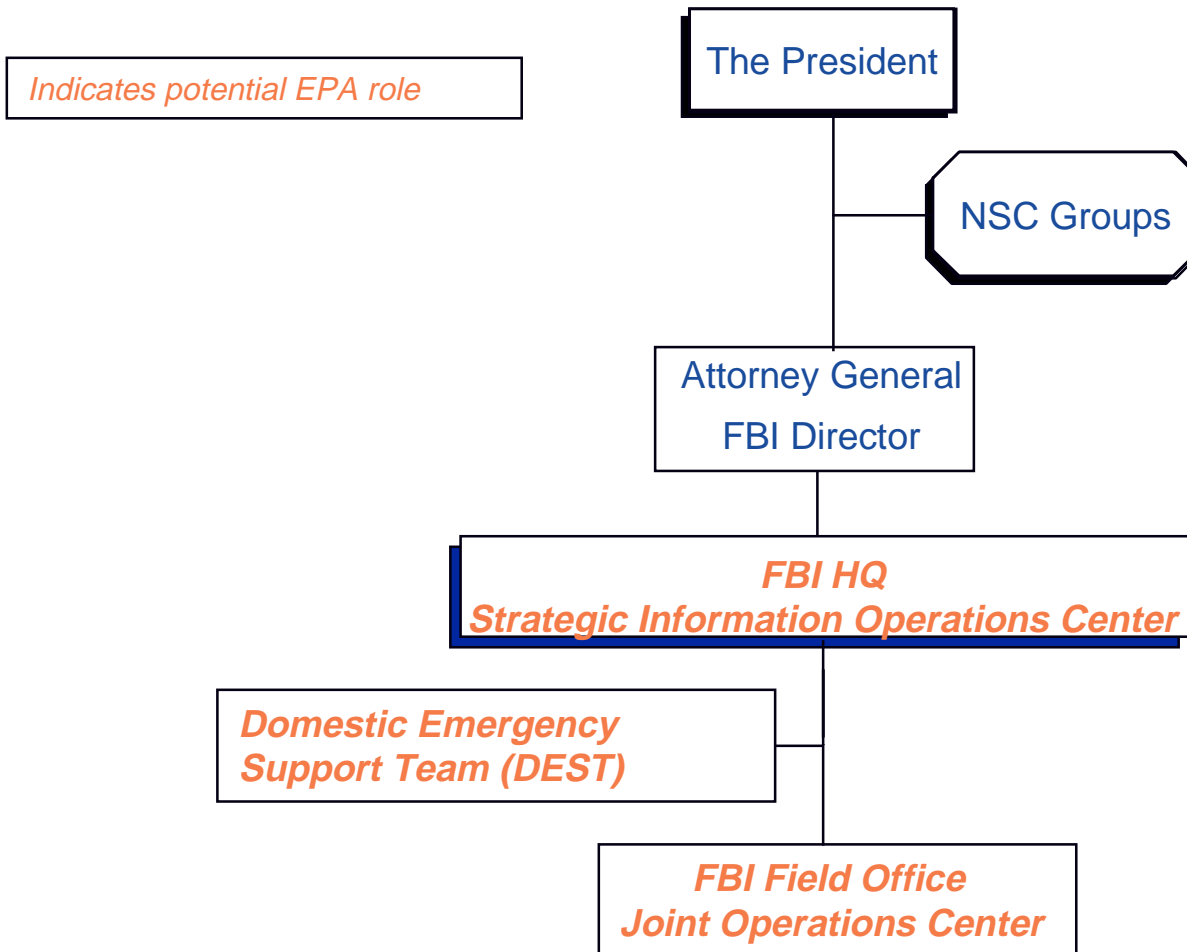 The President
Indicates potential EPA role
NSC Groups
Attorney General
FBI Director
FBI HQ
Strategic Information Operations Center
Domestic Emergency
Support Team (DEST)
FBI Field Office
Joint Operations Center